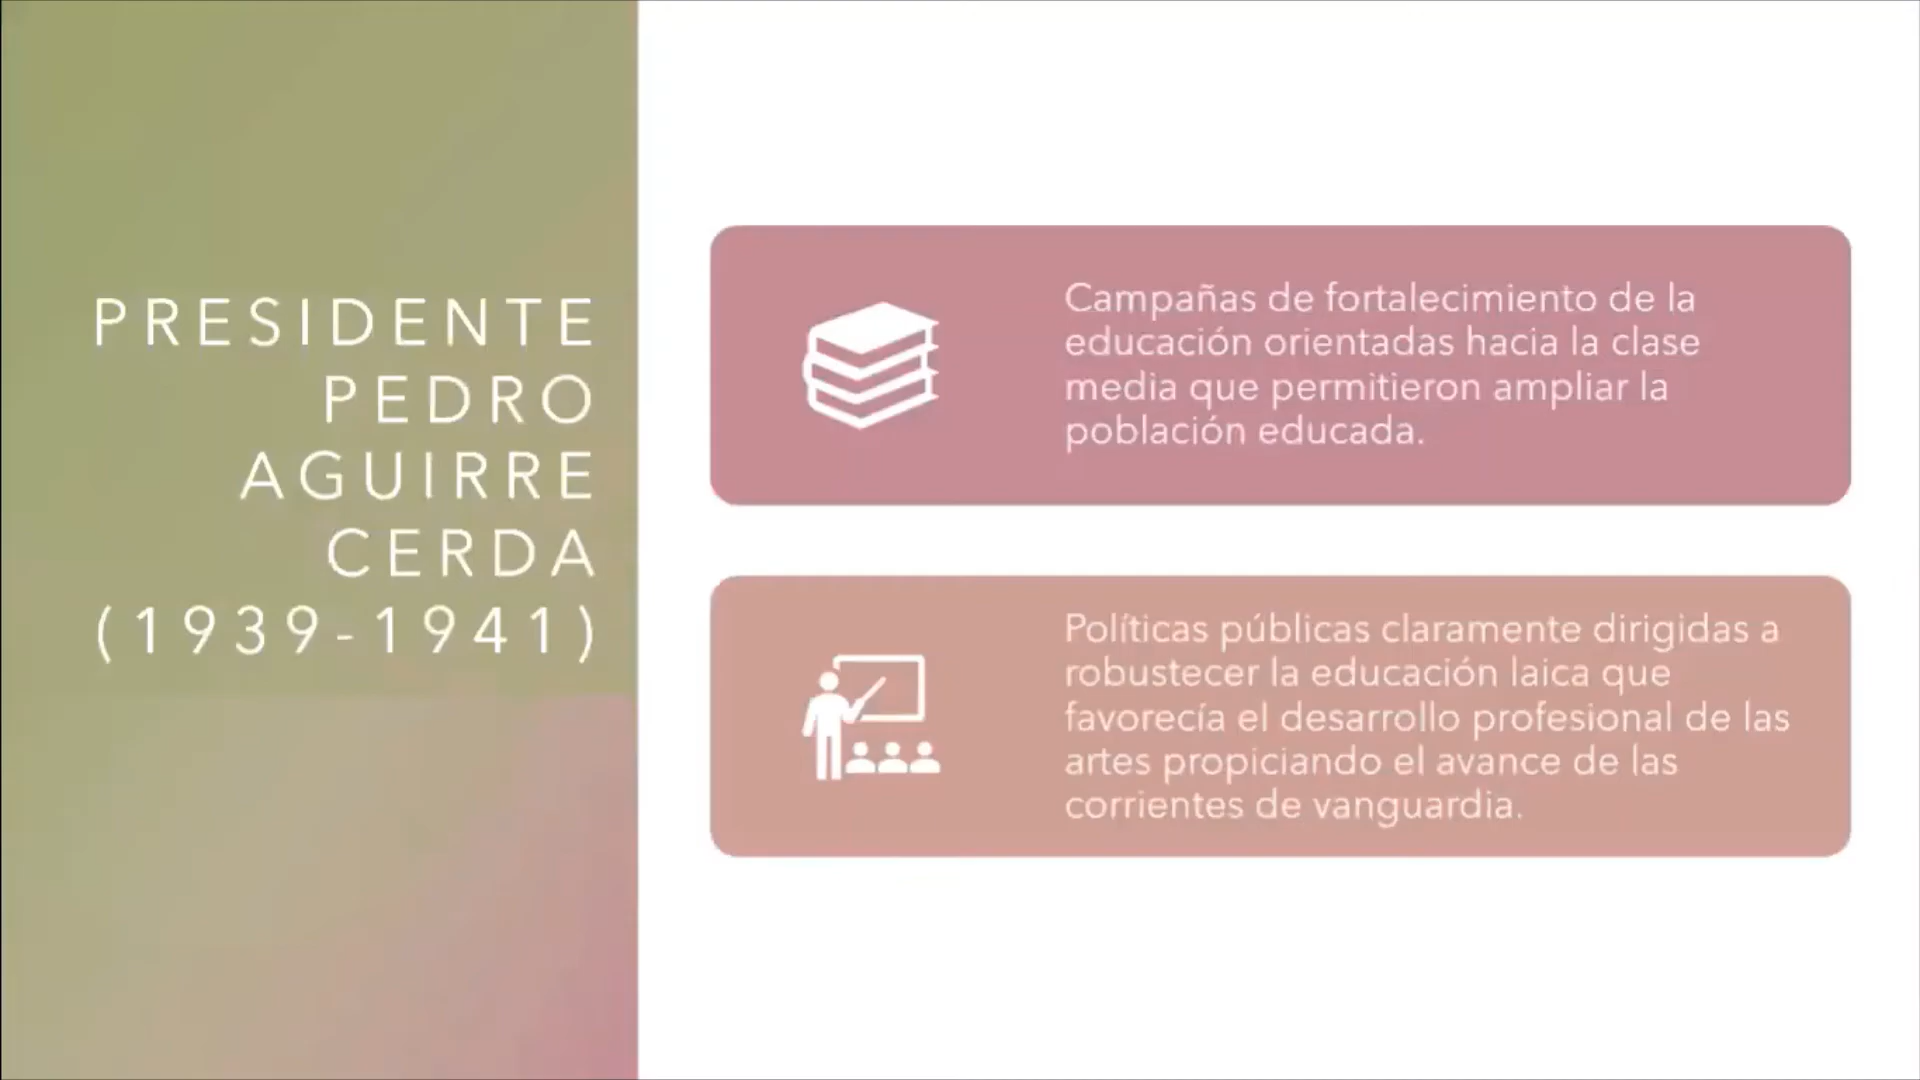 PRESIDENTE
PEDRO
AGUIRRE
CERDA
(1939-1941)
Campañas de fortalecimiento de la
educación orientadas hacia la clase
media que permitieron ampliar la
población educada.
Políticas públicas claramente dirigidas a
robustecer la educación laica que
favorecía el desarrollo profesional de las
artes propiciando el avance de las
corrientes de vanguardia.